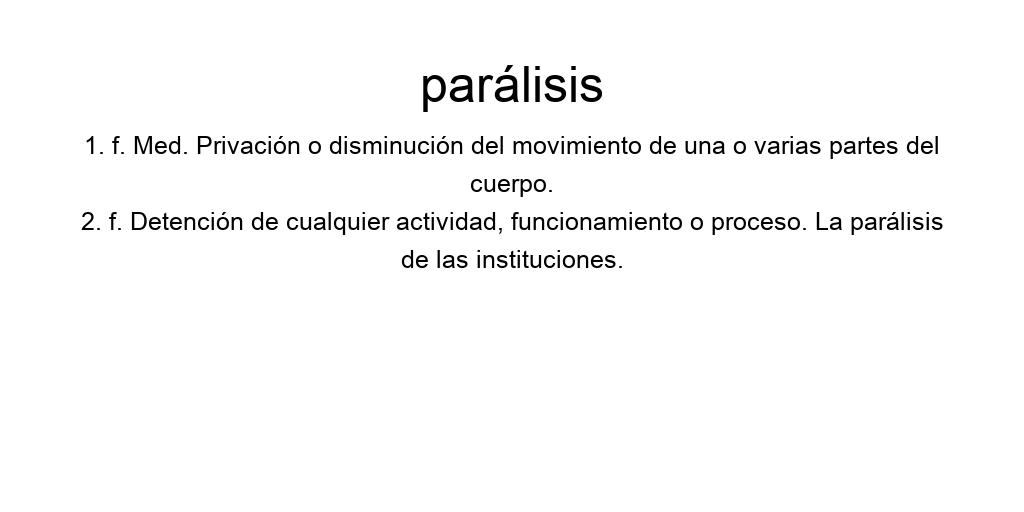 parálisis
1. f. Med. Privación o disminución del movimiento de una o varias partes del
cuerpo.
2. f. Detención de cualquier actividad, funcionamiento o proceso. La parálisis
de las instituciones.